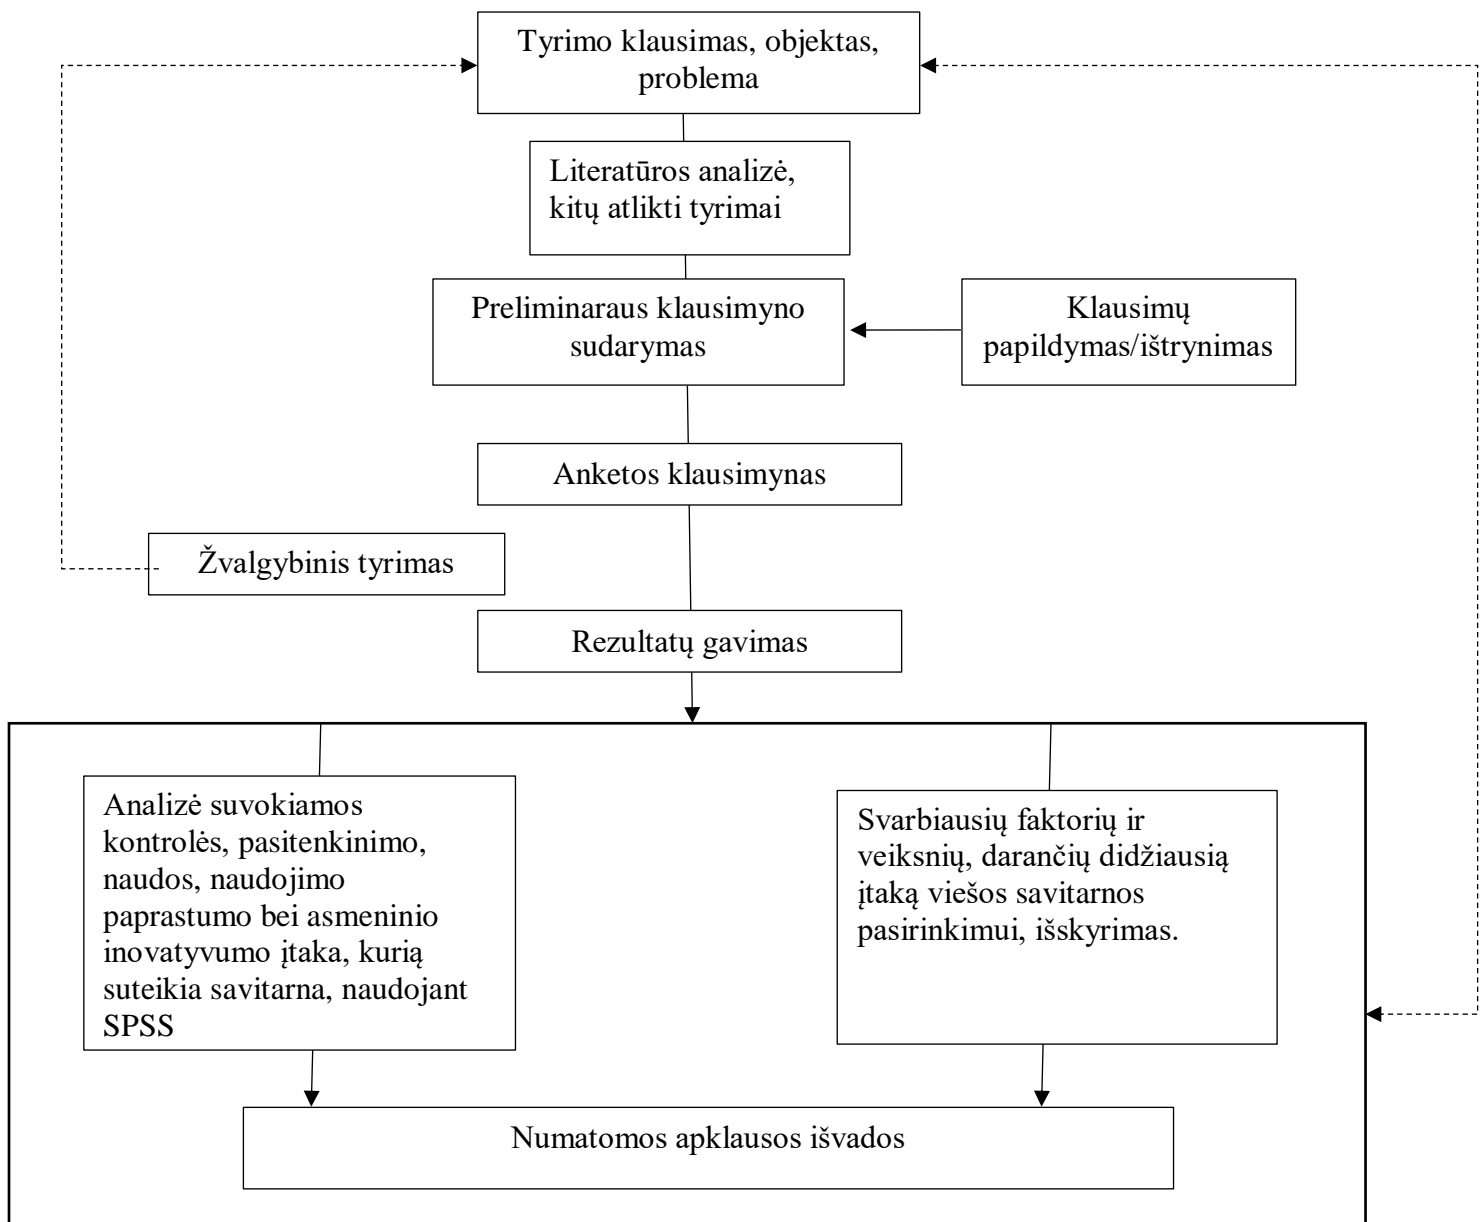 Tyrimo klausimas, objektas,
problema
Literatūros analizė,
kitų atlikti tyrimai
Preliminaraus klausimyno
sudarymas
Klausimų
papildymas/ištrynimas
Anketos klausimynas
Žvalgybinis tyrimas
Rezultatų gavimas
Analizė suvokiamos
kontrolės, pasitenkinimo,
naudos, naudojimo
paprastumo bei asmeninio
inovatyvumo įtaka, kurią
suteikia savitarna, naudojant
SPSS
Svarbiausių faktorių ir
veiksnių, darančių didžiausią
įtaką viešos savitarnos
pasirinkimui, išskyrimas.
Numatomos apklausos išvados